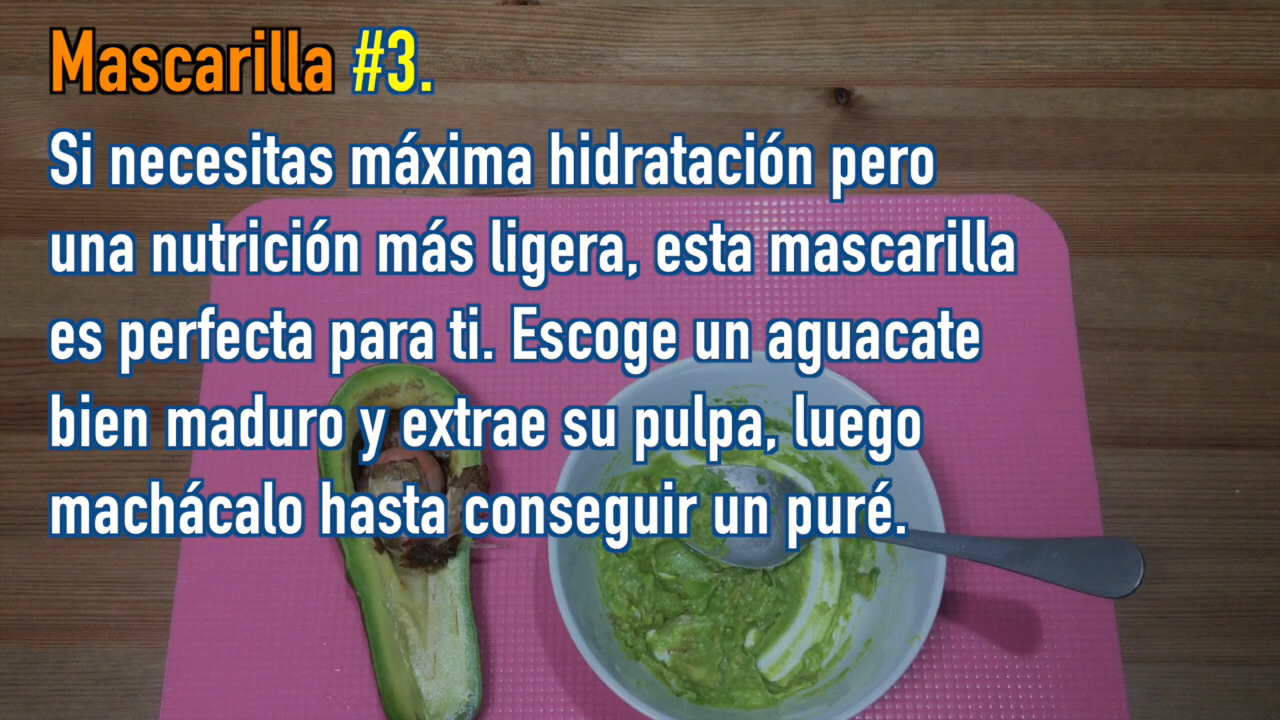 Mascarilla #3.
Si necesitas máxima hidratación pero
una nutrición más ligera, esta mascarilla
es perfecta para ti. Escoge un aguacate
bien maduro y extrae su pulpa, luego
machácalo hasta conseguir un puré.